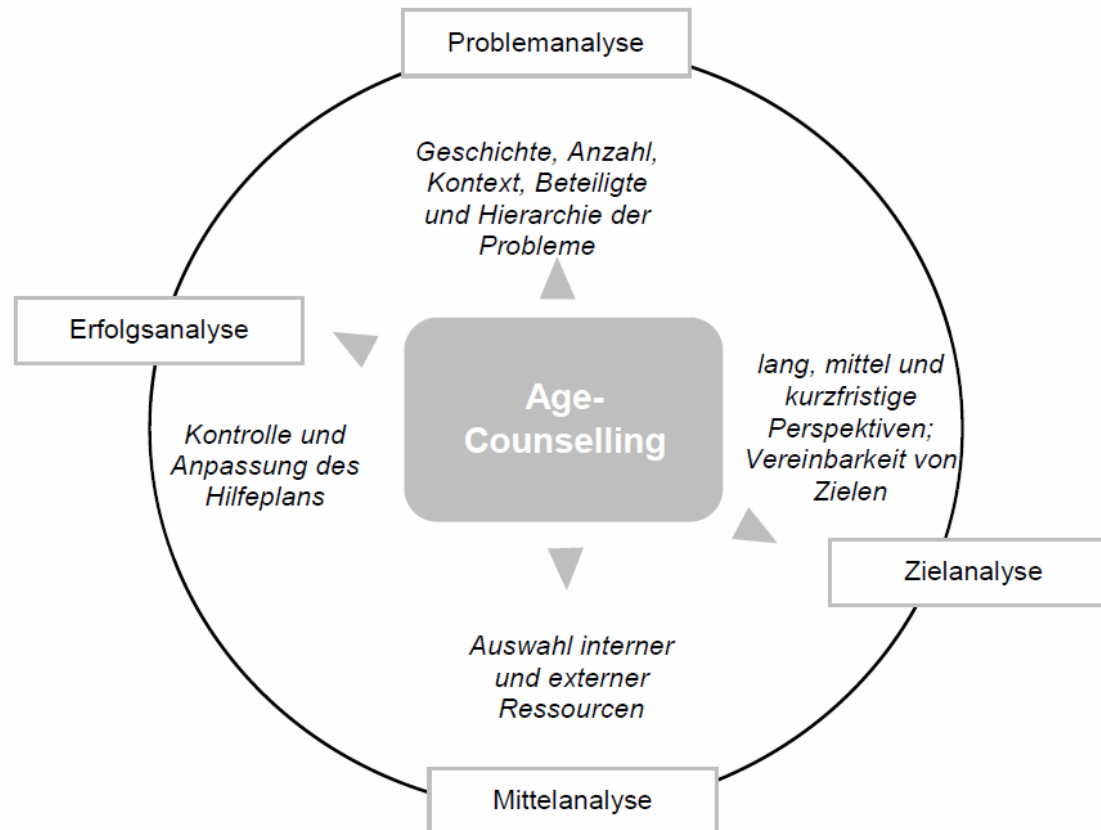 Problemanalyse
Geschichte, Anzahl,
Kontext, Beteiligte
und Hierarchie der
Probleme
Erfolgsanalyse
Kontrolle und
Anpassung des
Hilfeplans
Age-
Counselling
lang, mittel und
kurzfristige
Perspektiven;
Vereinbarkeit von
Zielen
Zielanalyse
Auswahl interner
und externer
Ressourcen
Mittelanalyse